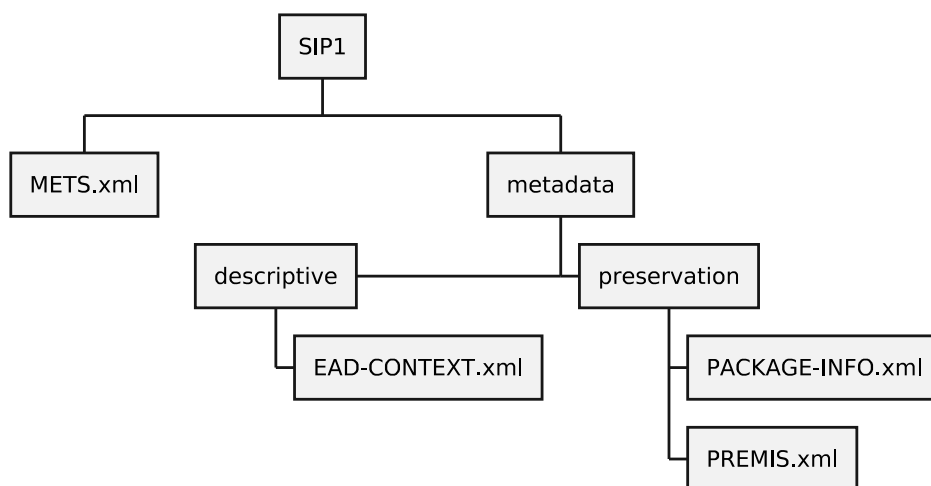 SIP1
METS.xml
metadata
descriptive
preservation
EAD-CONTEXT.xml
PACKAGE-INFO.xml
PREMIS.xml